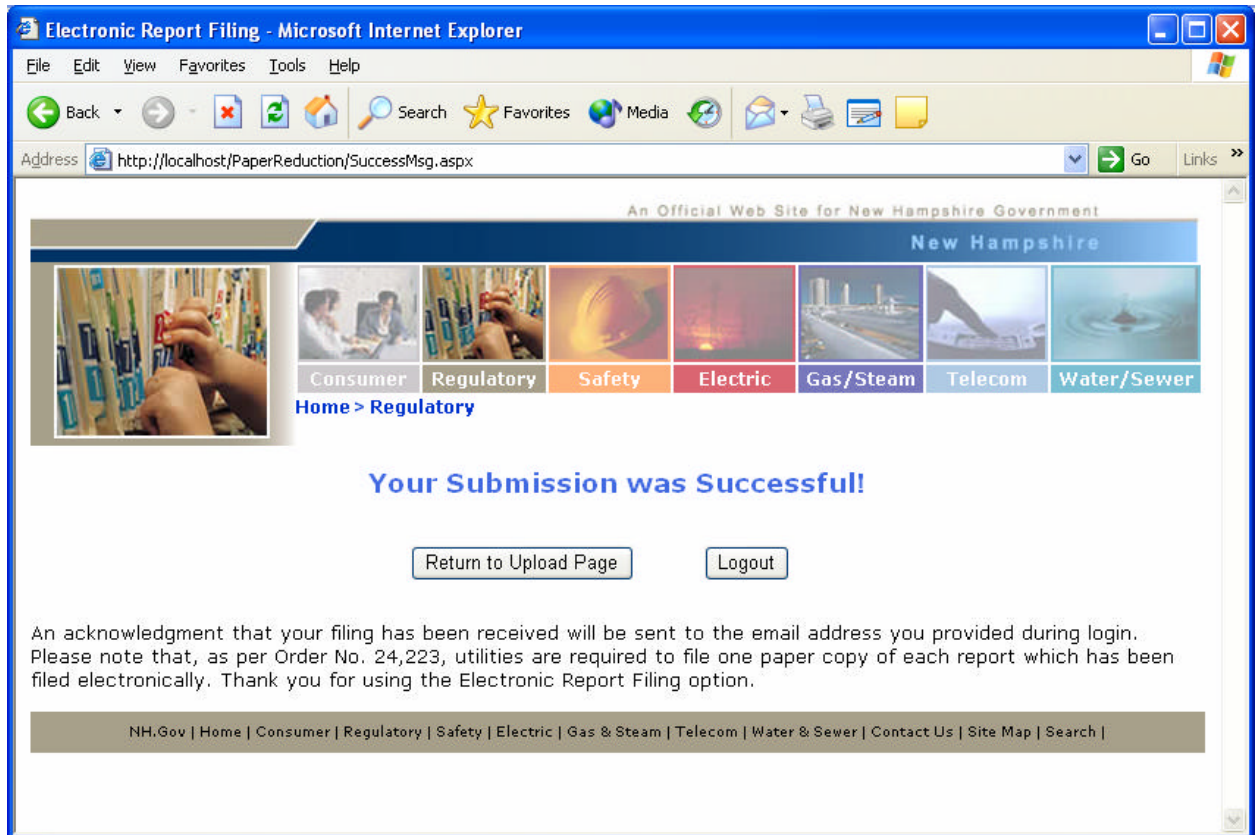 Electronic Report Filing - Microsoft Internet Explorer
File Edit View Favorites Tools Help
Back Search Favorites Media
Address http://localhost/PaperReduction/SuccessMsg.aspx Go Links »
An Official Web Site for New Hampshire Government
New Hampshire
Consumer Regulatory Safety Electric Gas/Steam Telecom Water/Sewer
Home > Regulatory
Your Submission was Successful!
Return to Upload Page Logout
An acknowledgment that your filing has been received will be sent to the email address you provided during login.
Please note that, as per Order No. 24,223, utilities are required to file one paper copy of each report which has been
filed electronically. Thank you for using the Electronic Report Filing option.
NH.Gov | Home | Consumer | Regulatory | Safety | Electric | Gas & Steam | Telecom | Water & Sewer | Contact Us | Site Map | Search |